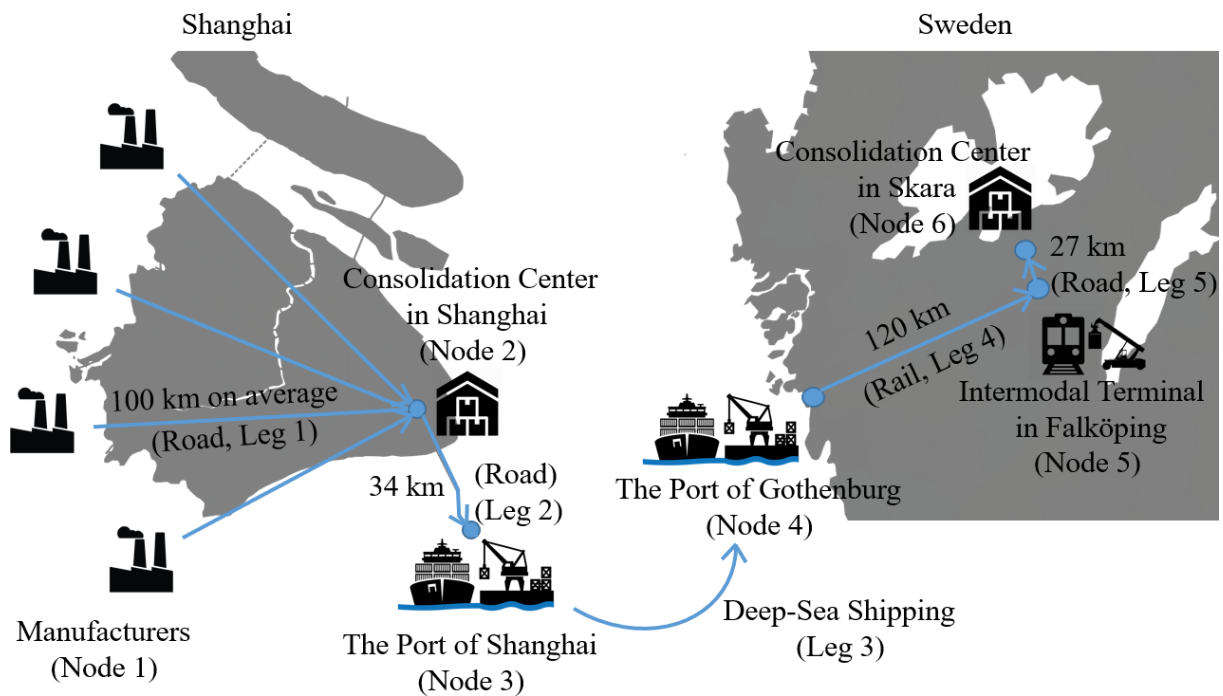 Shanghai
Sweden
Consolidation Center
in Shanghai
(Node 2)
100 km on average
(Road, Leg 1)
34 km
(Road)
(Leg 2)
Manufacturers
(Node 1)
The Port of Shanghai
(Node 3)
Deep-Sea Shipping
(Leg 3)
Consolidation Center
in Skara
(Node 6)
27 km
(Road, Leg 5)
120 km
(Rail, Leg 4)
Intermodal Terminal
in Falköping
(Node 5)
The Port of Gothenburg
(Node 4)